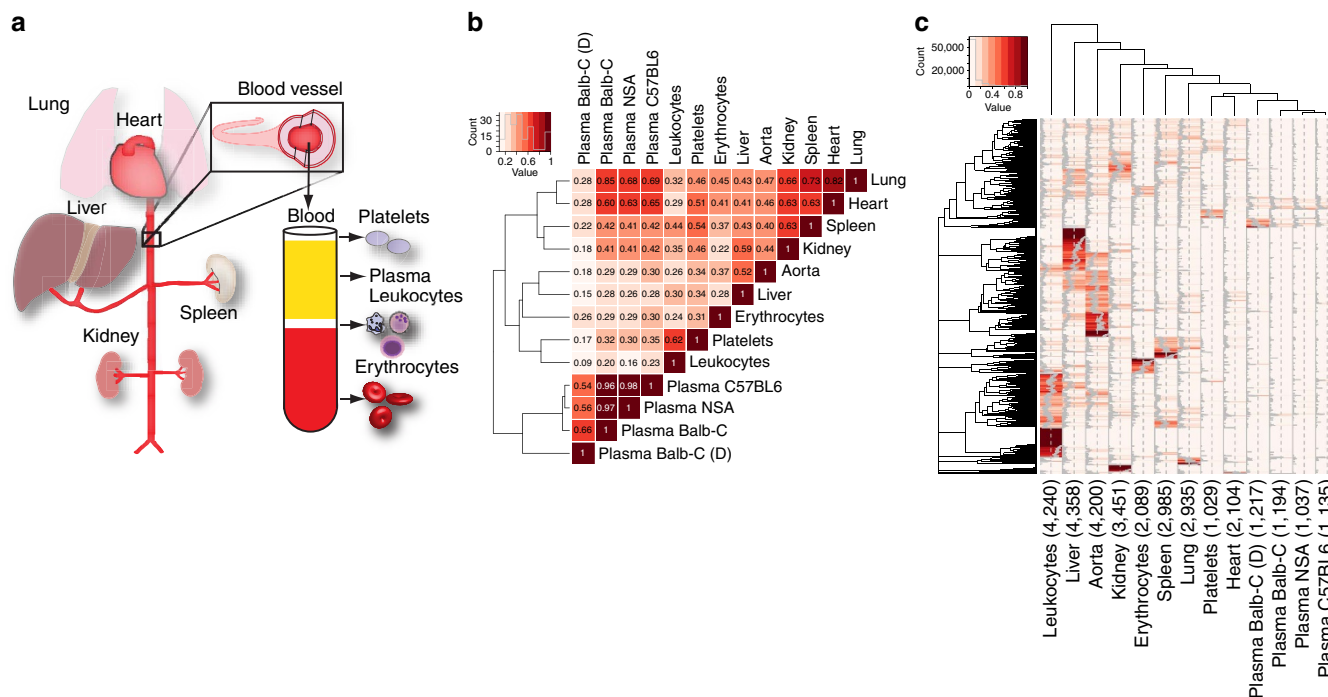 a
Lung
Heart
Blood vessel
Liver
Blood
Platelets
Plasma
Leukocytes
Spleen
Kidney
Erythrocytes
b
Count
30
20
10
0
0.2
0.6
1
Value
Plasma Balb-C (D)
Plasma Balb-C
Plasma NSA
Plasma C57BL6
Leukocytes
Platelets
Erythrocytes
Liver
Aorta
Kidney
Spleen
Heart
Lung
0.28 0.85 0.68 0.69 0.32 0.46 0.45 0.43 0.47 0.66 0.73 0.82 1 Lung
0.28 0.60 0.63 0.65 0.29 0.51 0.41 0.41 0.46 0.63 0.63 1 Heart
0.22 0.42 0.41 0.42 0.44 0.54 0.34 0.42 0.40 0.63 1 Spleen
0.18 0.41 0.41 0.42 0.35 0.46 0.22 0.59 0.44 1 Kidney
0.18 0.29 0.29 0.30 0.26 0.34 0.37 0.52 1 Aorta
0.15 0.28 0.26 0.28 0.30 0.34 0.28 1 Liver
0.26 0.29 0.29 0.30 0.24 0.31 1 Erythrocytes
0.17 0.32 0.30 0.35 0.62 1 Platelets
0.09 0.20 0.16 0.23 1 Leukocytes
0.54 0.96 0.98 1 Plasma C57BL6
0.56 0.97 1 Plasma NSA
0.66 1 Plasma Balb-C
1 Plasma Balb-C (D)
c
Count
50,000
20,000
0 0.4 0.8
Value
Leukocytes (4,240)
Liver (4,358)
Aorta (4,200)
Kidney (3,451)
Erythrocytes (2,089)
Spleen (2,985)
Lung (2,935)
Platelets (1,029)
Heart (2,104)
Plasma Balb-C (D) (1,217)
Plasma Balb-C (1,194)
Plasma NSA (1,037)
Plasma C57BL6 (1,135)